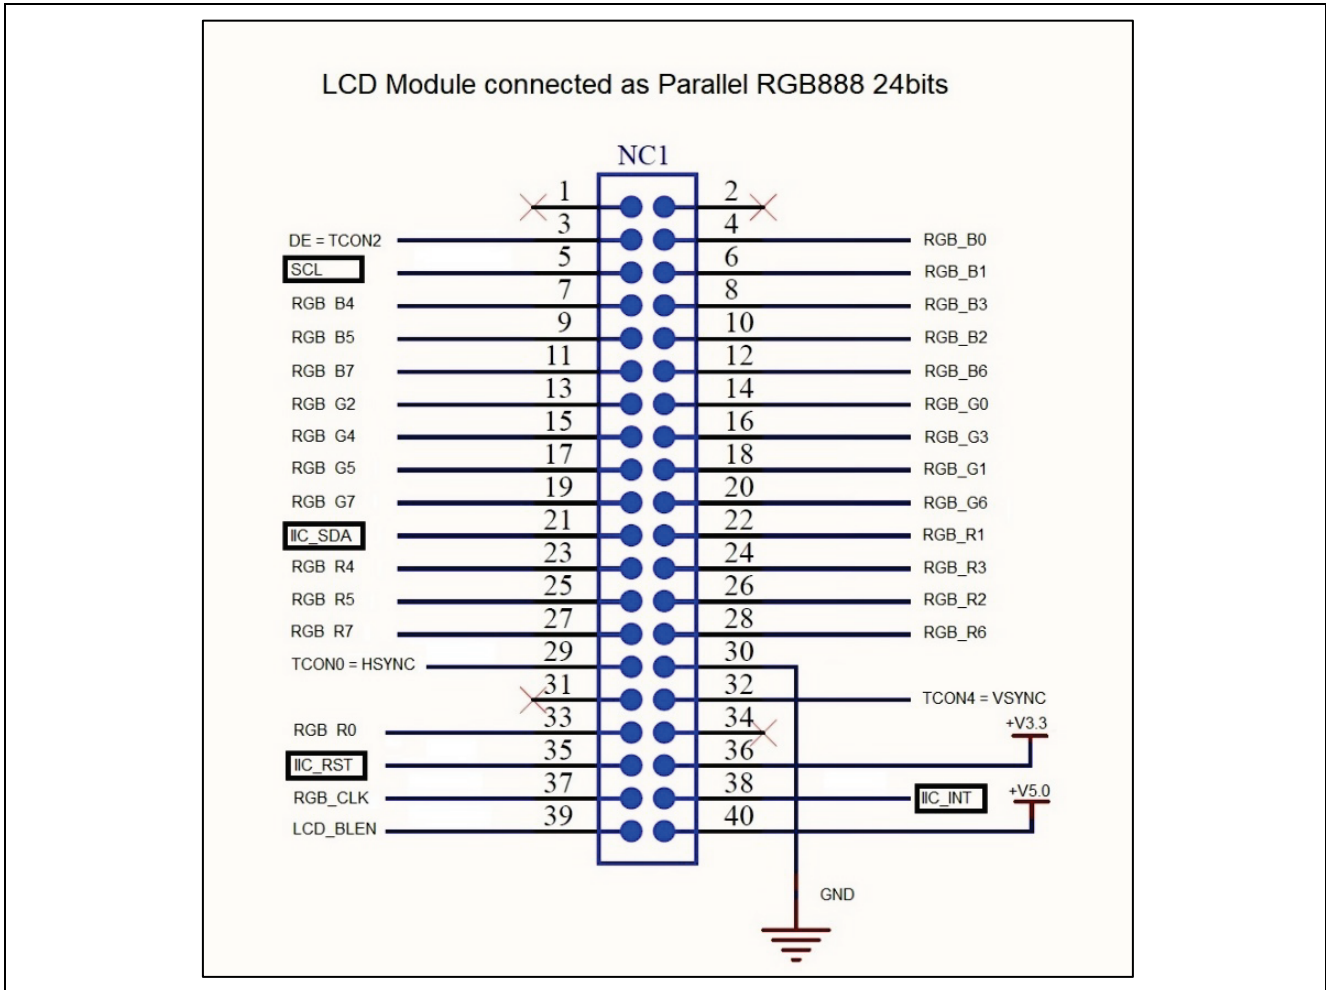 LCD Module connected as Parallel RGB888 24bits
NC1
1 2
DE = TCON2 3 4 RGB_B0
SCL 5 6 RGB_B1
RGB B4 7 8 RGB_B3
RGB B5 9 10 RGB_B2
RGB B7 11 12 RGB_B6
RGB G2 13 14 RGB_G0
RGB G4 15 16 RGB_G3
RGB G5 17 18 RGB_G1
RGB G7 19 20 RGB_G6
IIC_SDA 21 22 RGB_R1
RGB R4 23 24 RGB_R3
RGB R5 25 26 RGB_R2
RGB R7 27 28 RGB_R6
TCON0 = HSYNC 29 30
31 32 TCON4 = VSYNC
RGB R0 33 34 +V3.3
IIC_RST 35 36
RGB_CLK 37 38 IIC_INT +V5.0
LCD_BLEN 39 40
GND